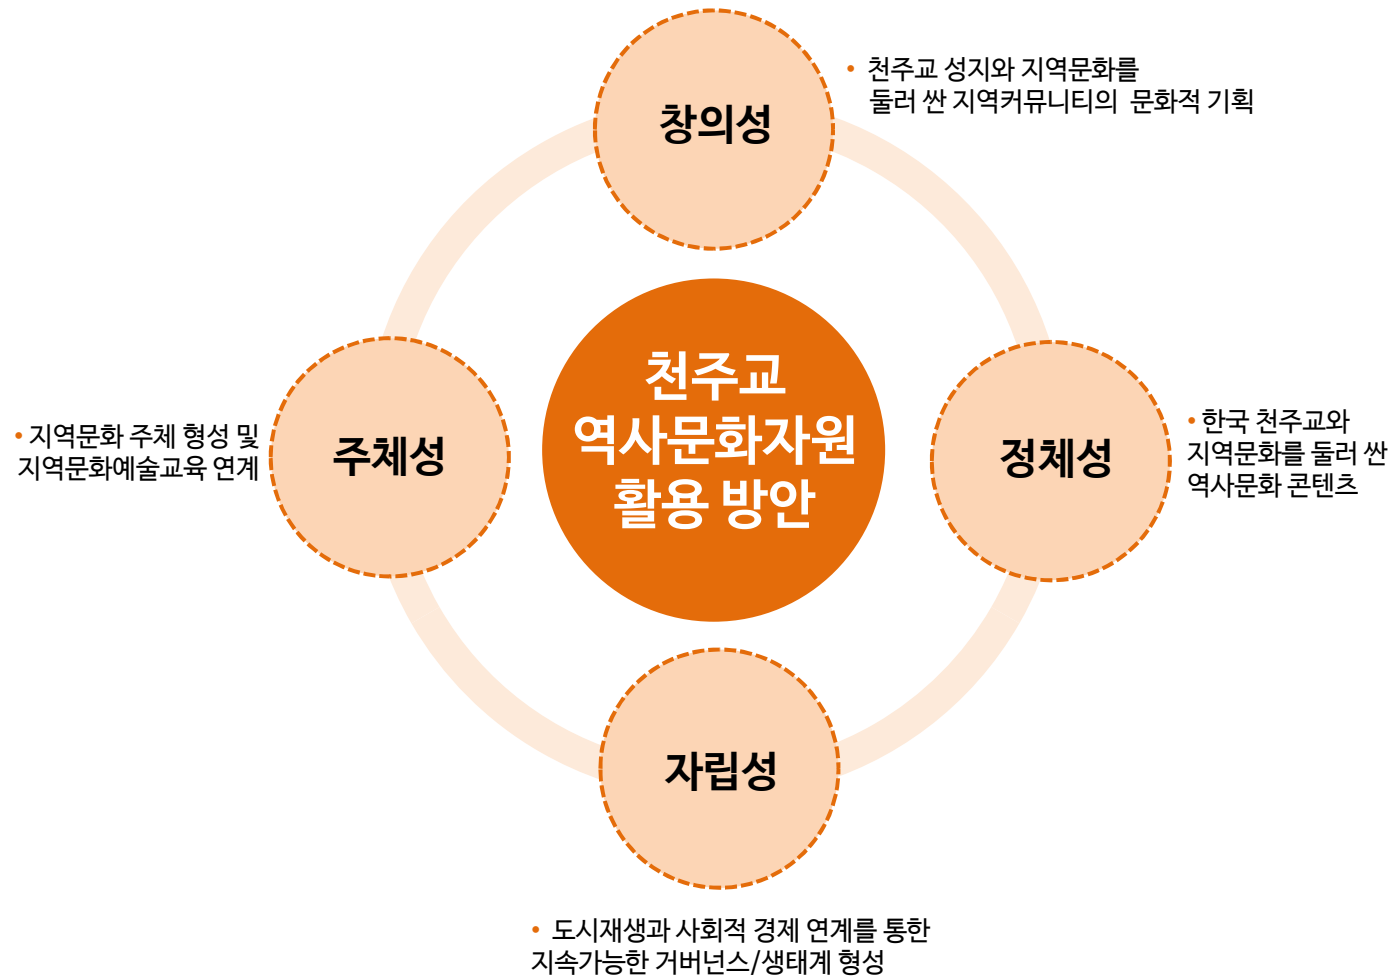 창의성
• 천주교 성지와 지역문화를
둘러 싼 지역커뮤니티의 문화적 기획
천주교
역사문화자원
활용 방안
주체성
• 지역문화 주체 형성 및
지역문화예술교육 연계
정체성
• 한국 천주교와
지역문화를 둘러 싼
역사문화 콘텐츠
자립성
• 도시재생과 사회적 경제 연계를 통한
지속가능한 거버넌스/생태계 형성